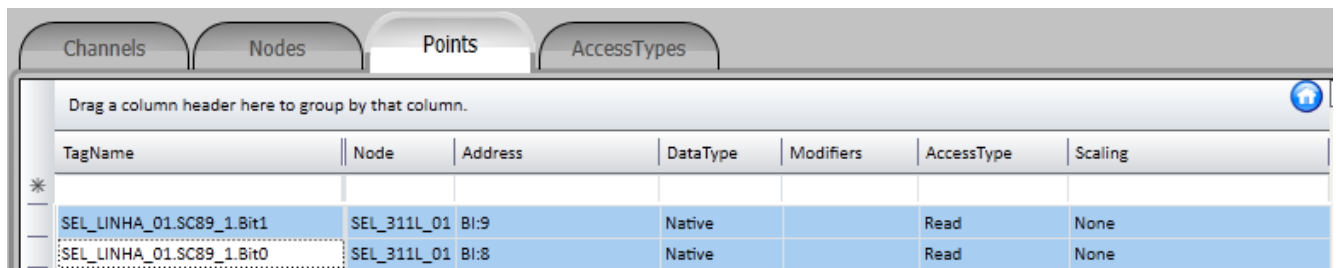 Channels Nodes Points AccessTypes
Drag a column header here to group by that column.
TagName Node Address DataType Modifiers AccessType Scaling
SEL_LINHA_01.SC89_1.Bit1 SEL_311L_01 BI:9 Native Read None
SEL_LINHA_01.SC89_1.Bit0 SEL_311L_01 BI:8 Native Read None